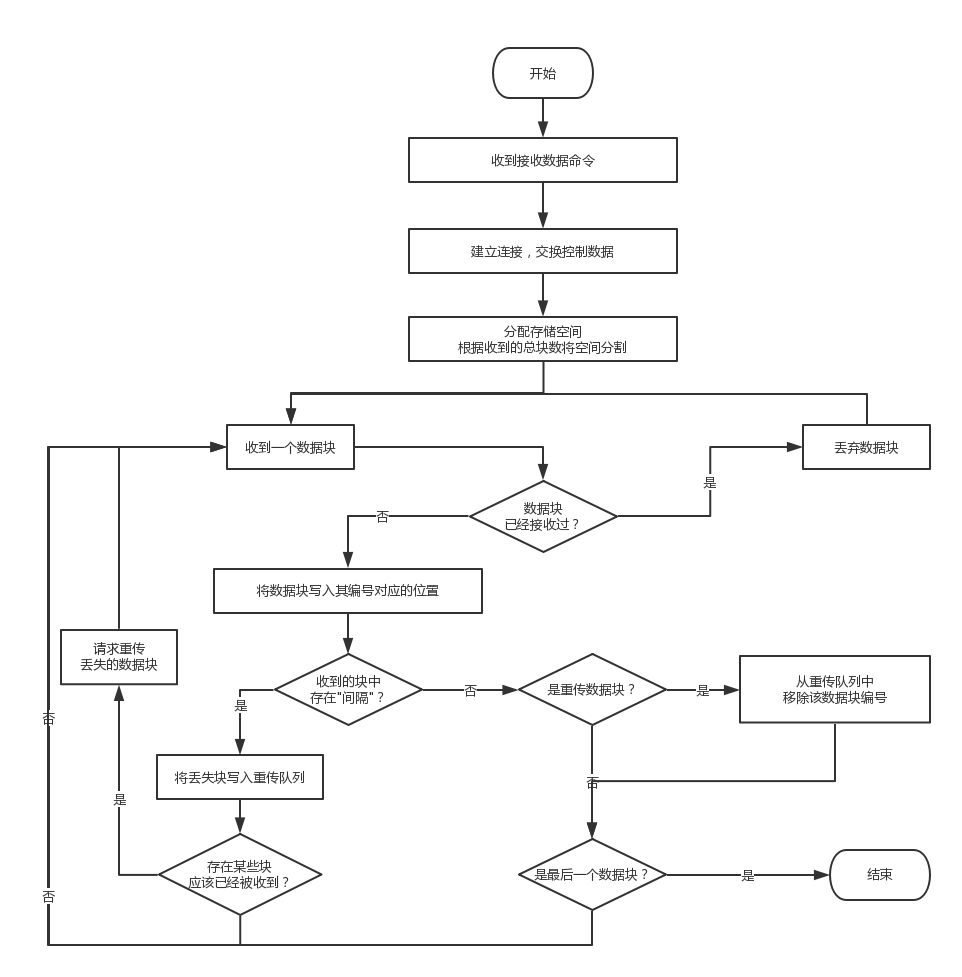 开始
收到接收数据命令
建立连接，交换控制数据
分配存储空间
根据收到的总块数将空间分割
收到一个数据块
丢弃数据块
数据块
已经接收过？
是
否
将数据块写入其编号对应的位置
请求重传
丢失的数据块
收到的块中
存在"间隔"？
否
是重传数据块？
是
从重传队列中
移除该数据块编号
是
否
将丢失块写入重传队列
否
是
存在某些块
应该已经被收到？
是最后一个数据块？
是
结束
否